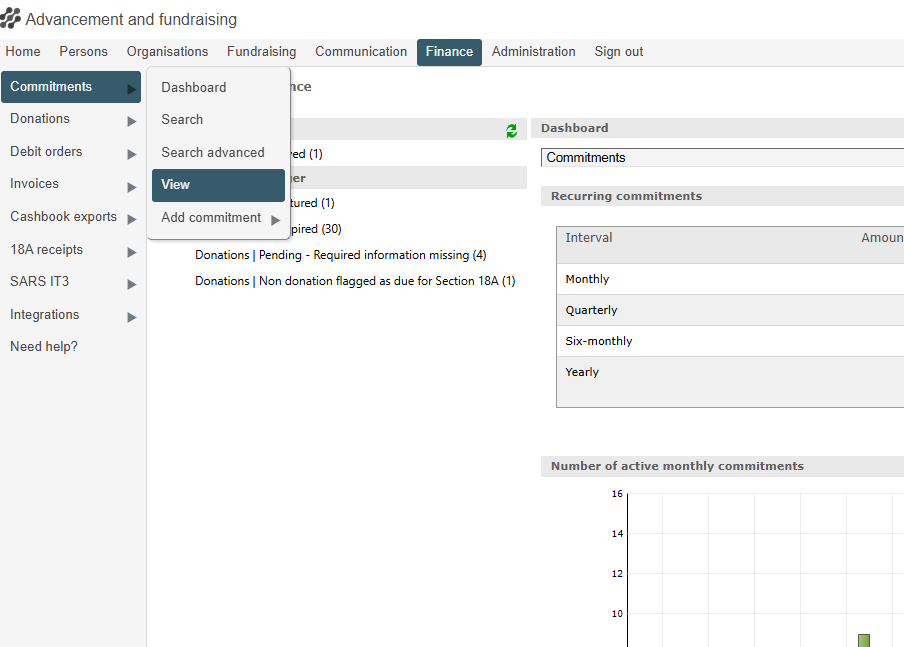 Advancement and fundraising
Home Persons Organisations Fundraising Communication Finance Administration Sign out
Commitments
Donations
Debit orders
Invoices
Cashbook exports
18A receipts
SARS IT3
Integrations
Need help?
Dashboard
Search
Search advanced
View
Add commitment
nce
ved (1)
er
tured (1)
pired (30)
Donations | Pending - Required information missing (4)
Donations | Non donation flagged as due for Section 18A (1)
Dashboard
Commitments
Recurring commitments
Interval Amoun
Monthly
Quarterly
Six-monthly
Yearly
Number of active monthly commitments
16
14
12
10